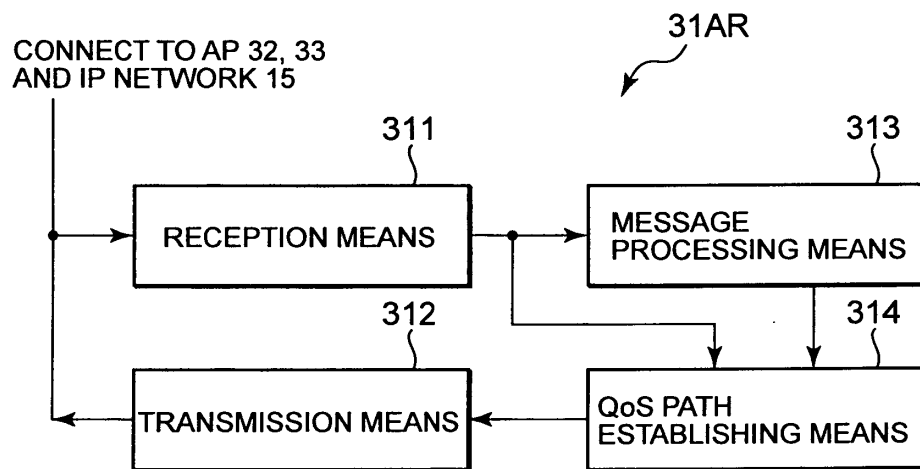 31AR
CONNECT TO AP 32, 33
AND IP NETWORK 15
311
313
RECEPTION MEANS
MESSAGE
PROCESSING MEANS
312
314
TRANSMISSION MEANS
QoS PATH
ESTABLISHING MEANS